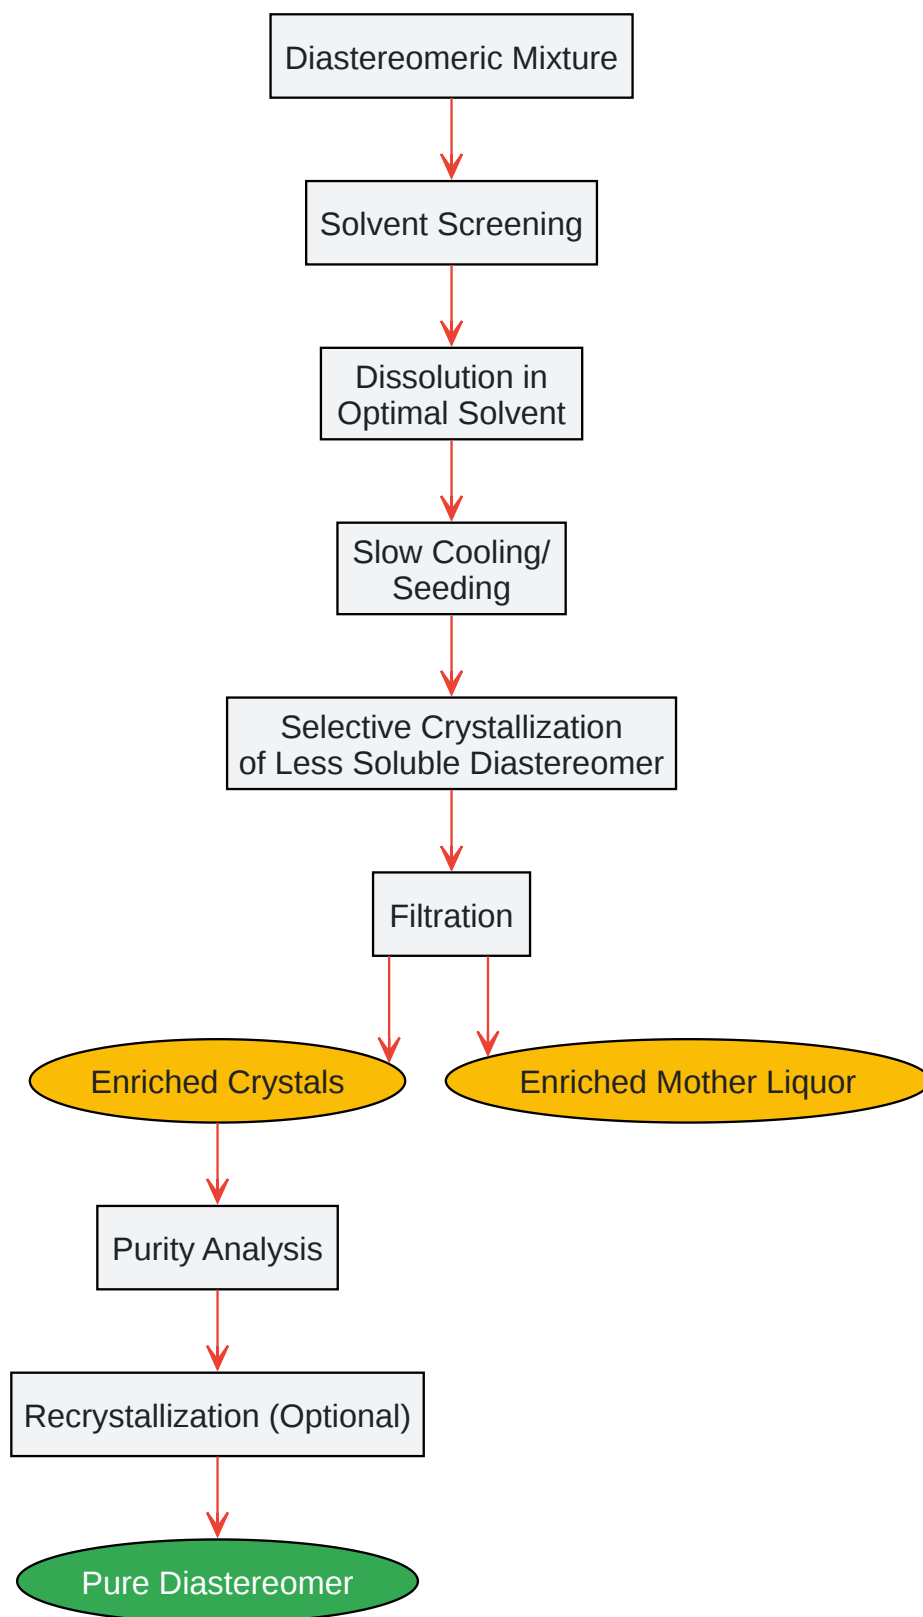 Diastereomeric Mixture
Solvent Screening
Dissolution in
Optimal Solvent
Slow Cooling/
Seeding
Selective Crystallization
of Less Soluble Diastereomer
Filtration
Enriched Crystals
Enriched Mother Liquor
Purity Analysis
Recrystallization (Optional)
Pure Diastereomer